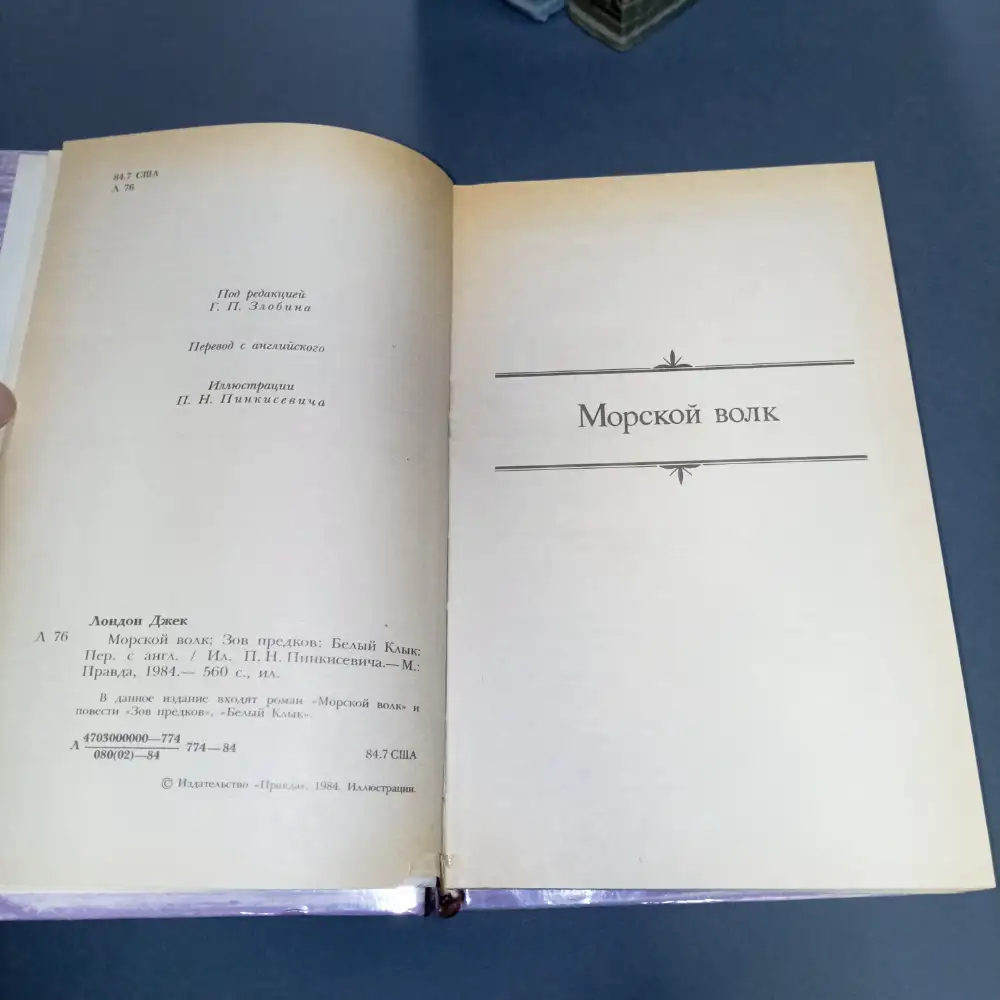 84.7 США
Л 76
Под редакцией
Г. П. Злобина
Перевод с английского
Иллюстрации
П. Н. Пинкисевича
Лондон Джек
Л 76
Морской волк; Зов предков; Белый Клык:
Пер. с англ. / Ил. П. Н. Пинкисевича.—М.:
Правда, 1984.— 560 с., ил.
В данное издание входят роман «Морской волк» и
повести «Зов предков», «Белый Клык».
Л 4703000000—774
080(02)—84
774—84
84.7 США
© Издательство «Правда», 1984. Иллюстрации.
Морской волк